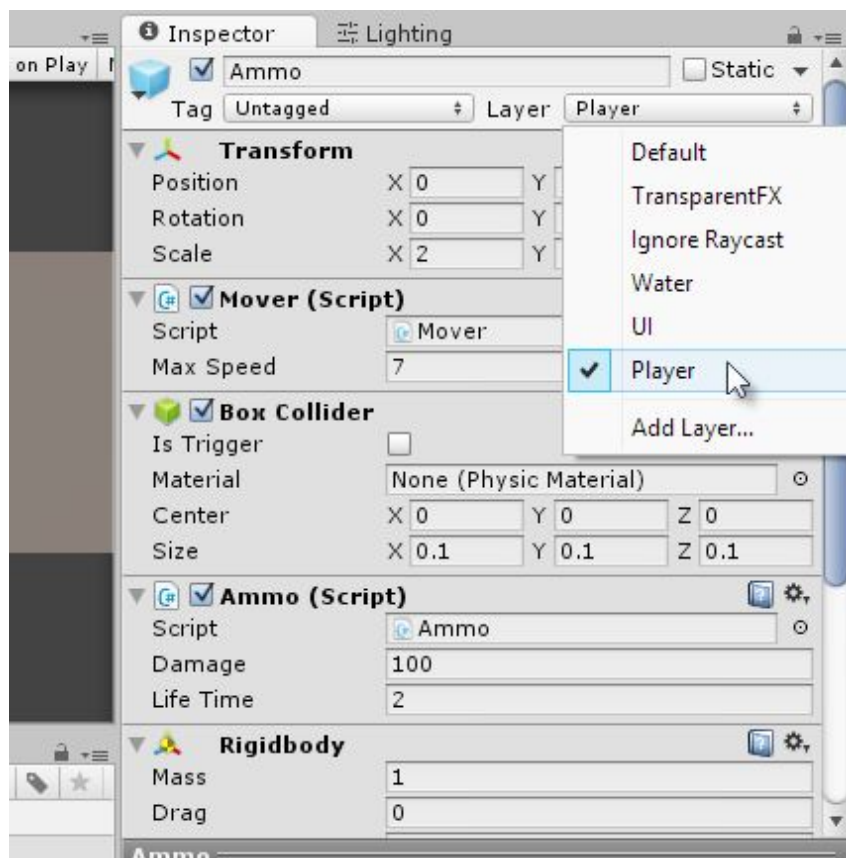 Inspector Lighting
on Play
Ammo Static
Tag Untagged Layer Player
Transform
Default
Position X 0 Y
TransparentFX
Rotation X 0 Y
Ignore Raycast
Scale X 2 Y
Water
Mover (Script)
Script Mover
UI
Max Speed 7
Player
Box Collider
Add Layer...
Is Trigger
Material None (Physic Material)
Center X 0 Y 0 Z 0
Size X 0.1 Y 0.1 Z 0.1
Ammo (Script)
Script Ammo
Damage 100
Life Time 2
Rigidbody
Mass 1
Drag 0
Ammo